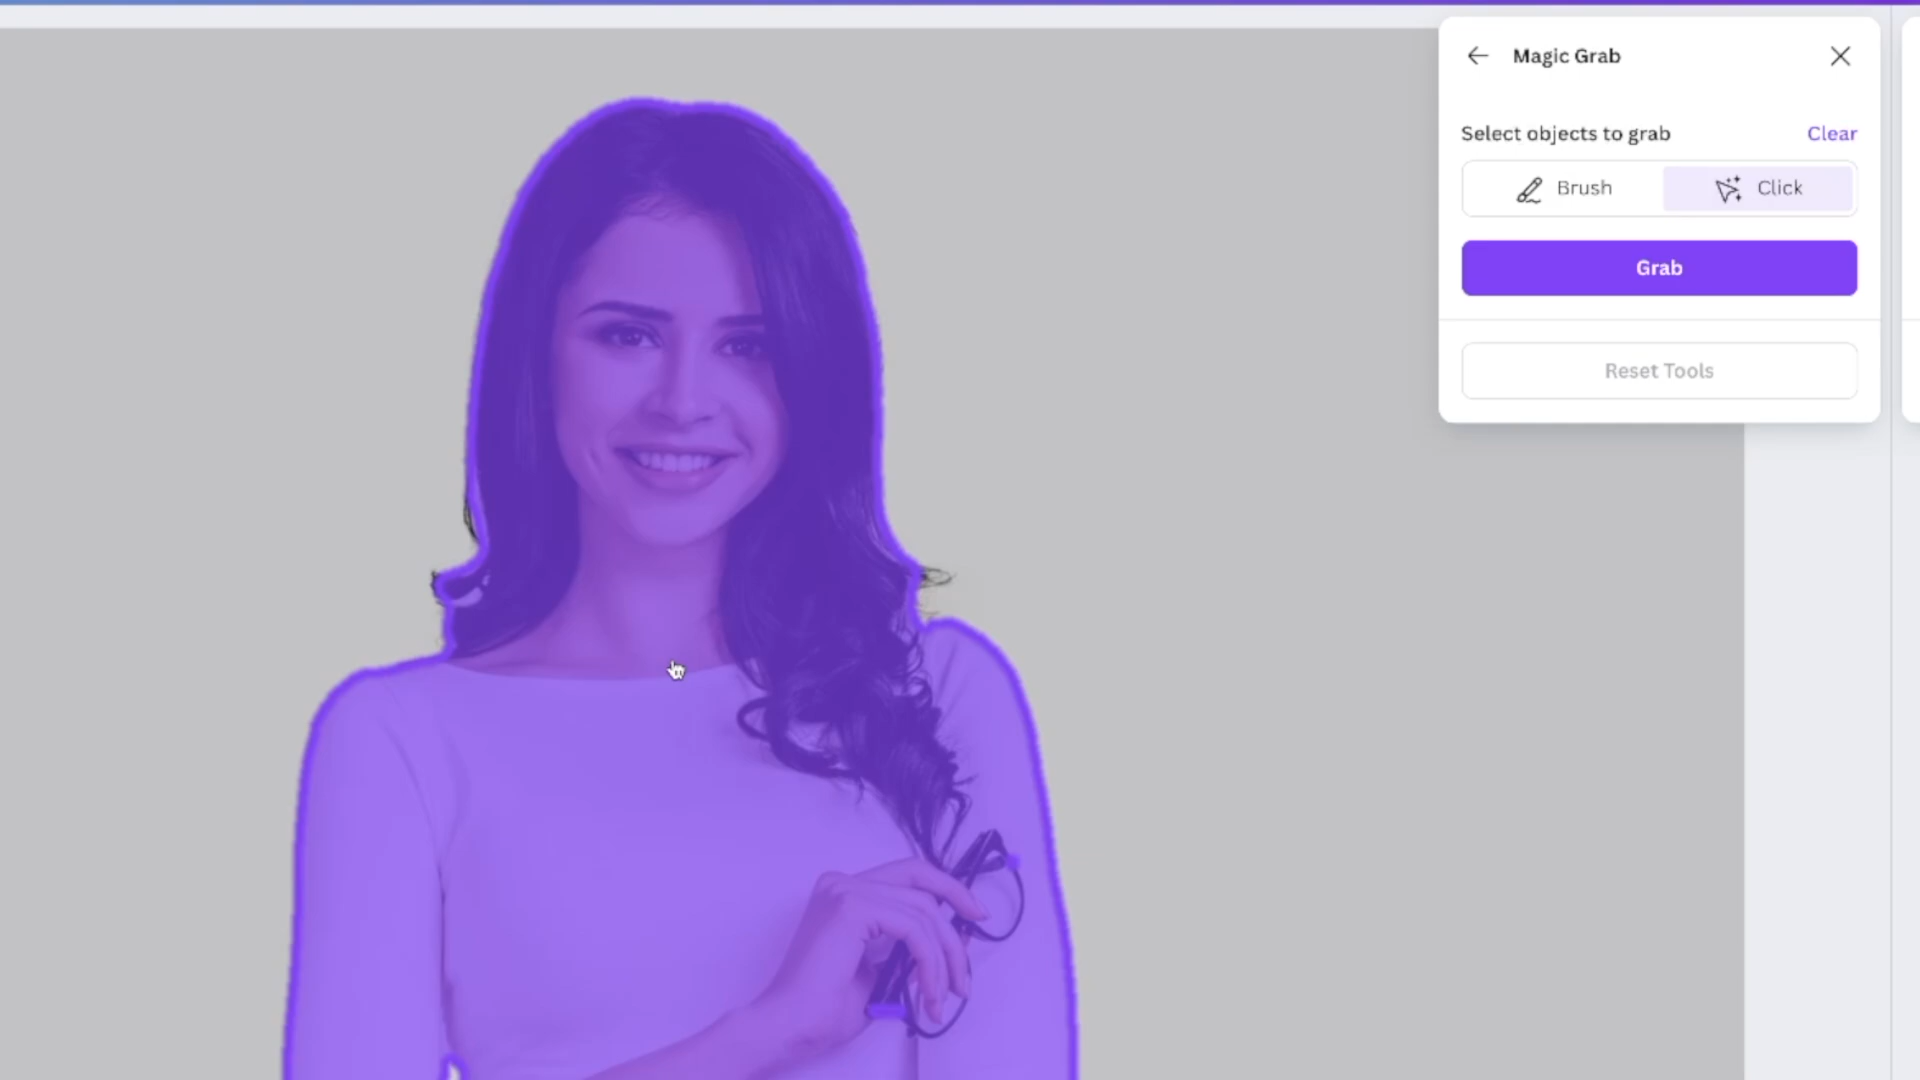 Magic Grab
Select objects to grab
Clear
Brush
Click
Grab
Reset Tools